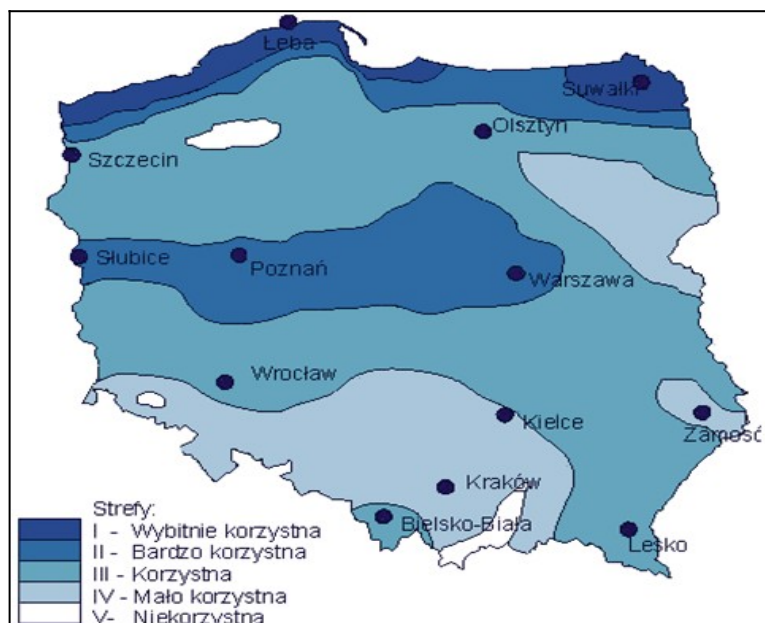 Łeba
Suwałki
Olsztyn
Szczecin
Słubice
Poznań
Warszawa
Wrocław
Kielce
Zamość
Kraków
Bielsko-Biała
Lesko
Strefy:
I - Wybitnie korzystna
II - Bardzo korzystna
III - Korzystna
IV - Mało korzystna
V- Niekorzystna